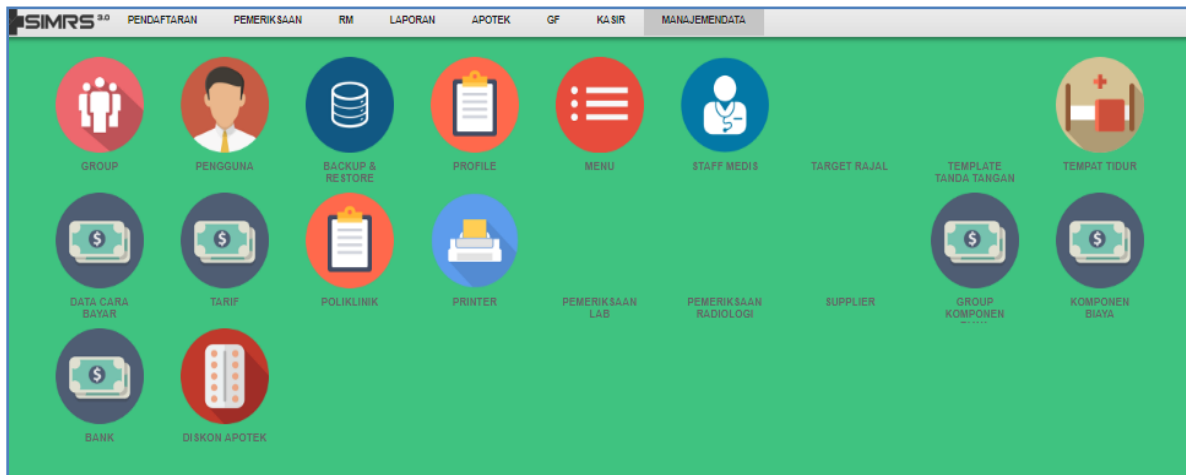 SIMRS 3.0 PENDAFTARAN PEMERIKSAAN RM LAPORAN APOTEK GF KASIR MANAJEMENDATA
GROUP PENGGUNA BACKUP & PROFILE MENU STAFF MEDIS TARGET RAJAL TEMPLATE TEMPAT TIDUR
RESTORE TANDA TANGAN
DATA CARA TARIF POLIKLINIK PRINTER PEMERIKSAAN PEMERIKSAAN SUPPLIER GROUP KOMPONEN
BAYAR LAB RADIOLOGI KOMPONEN BIAYA
BANK DISKON APOTEK